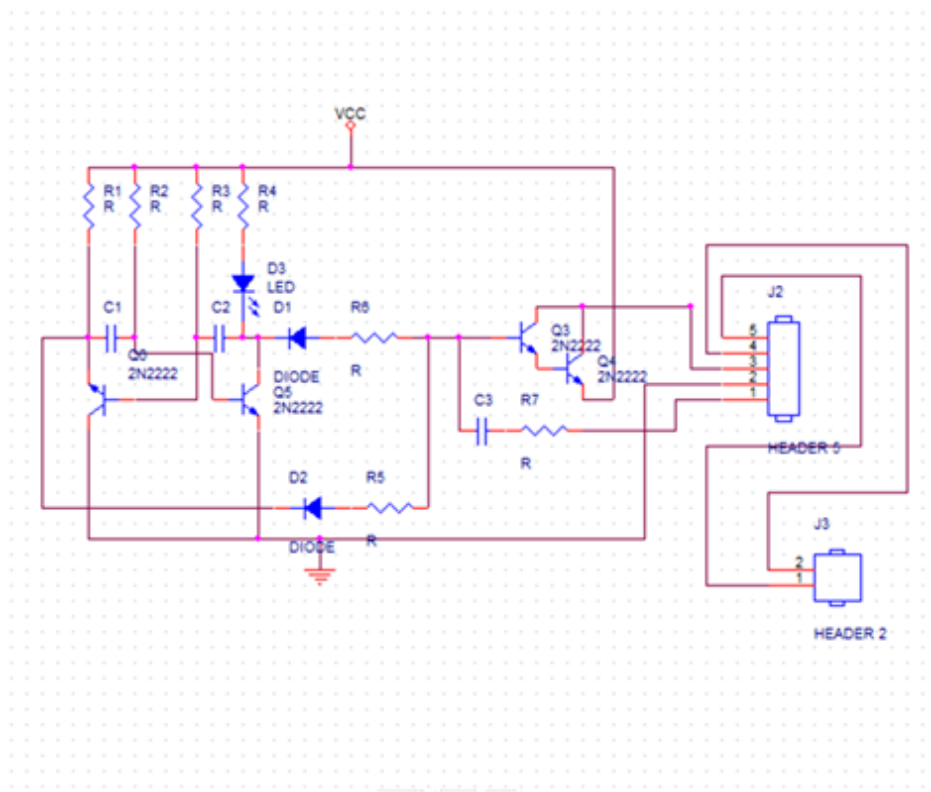 VCC
R1
R
R2
R
R3
R
R4
R
D3
LED
C1
C2
D1
R6
R
Q6
2N2222
DIODE
Q5
2N2222
Q3
2N2222
Q4
2N2222
C3
R7
R
D2
DIODE
R5
R
J2
5
4
3
2
1
HEADER 5
J3
2
1
HEADER 2